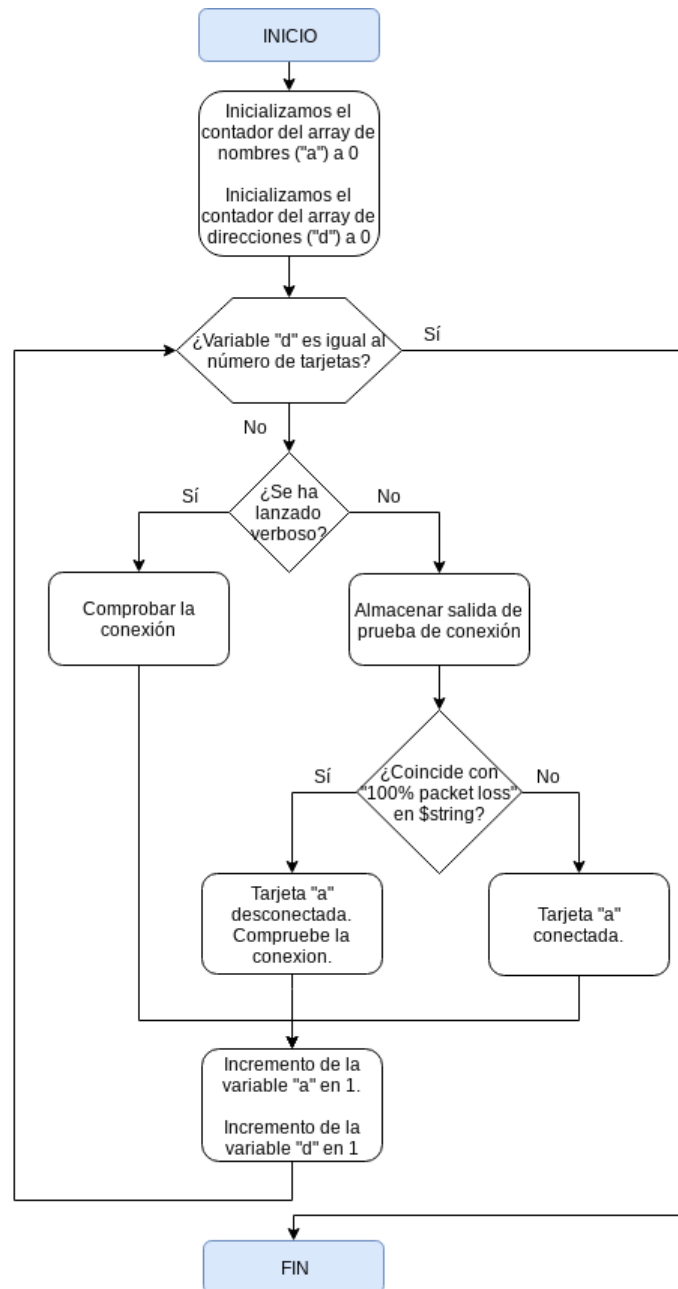 INICIO
Inicializamos el
contador del array de
nombres ("a") a 0
Inicializamos el
contador del array de
direcciones ("d") a 0
¿Variable "d" es igual al
número de tarjetas?
Sí
No
¿Se ha
lanzado
verboso?
Sí
No
Comprobar la
conexión
Almacenar salida de
prueba de conexión
¿Coincide con
"100% packet loss"
en $string?
Sí
No
Tarjeta "a"
desconectada.
Compruebe la
conexion.
Tarjeta "a"
conectada.
Incremento de la
variable "a" en 1.
Incremento de la
variable "d" en 1
FIN